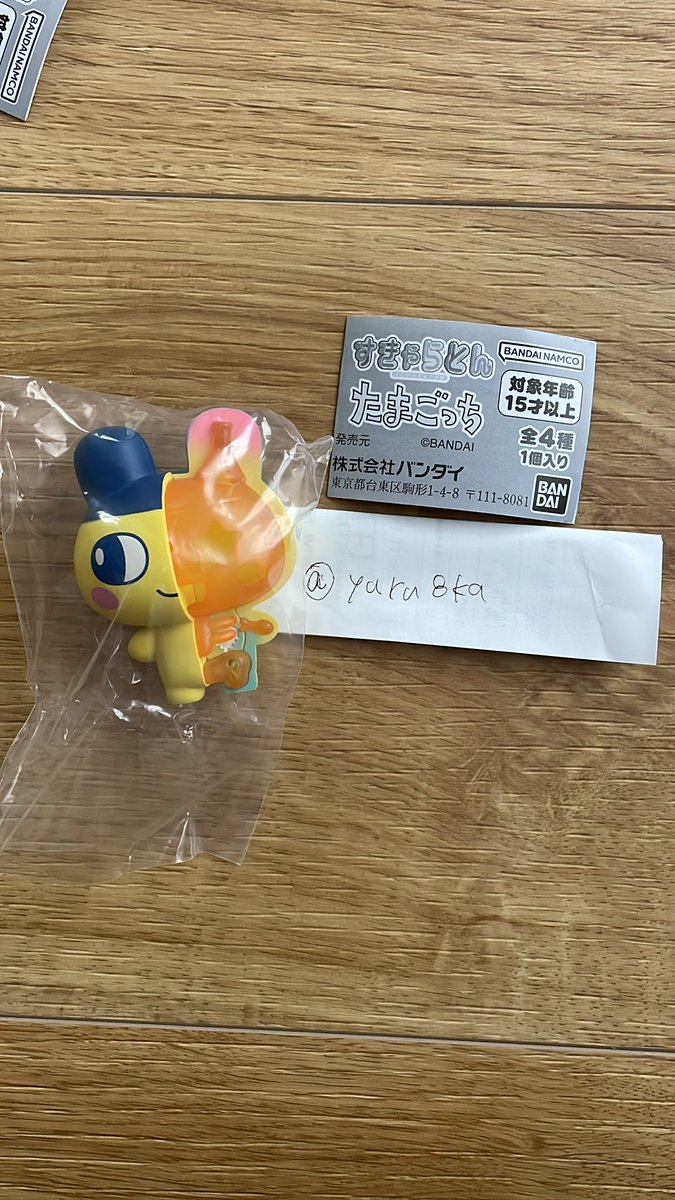 BANDAI NAMCO
すきゃらとん
BANDAI NAMCO
対象年齢
15才以上
たまごっち
発売元
©BANDAI
全4種
1個入り
株式会社バンダイ
東京都台東区駒形1-4-8 〒111-8081
BAN
DAI
@yuru8ka